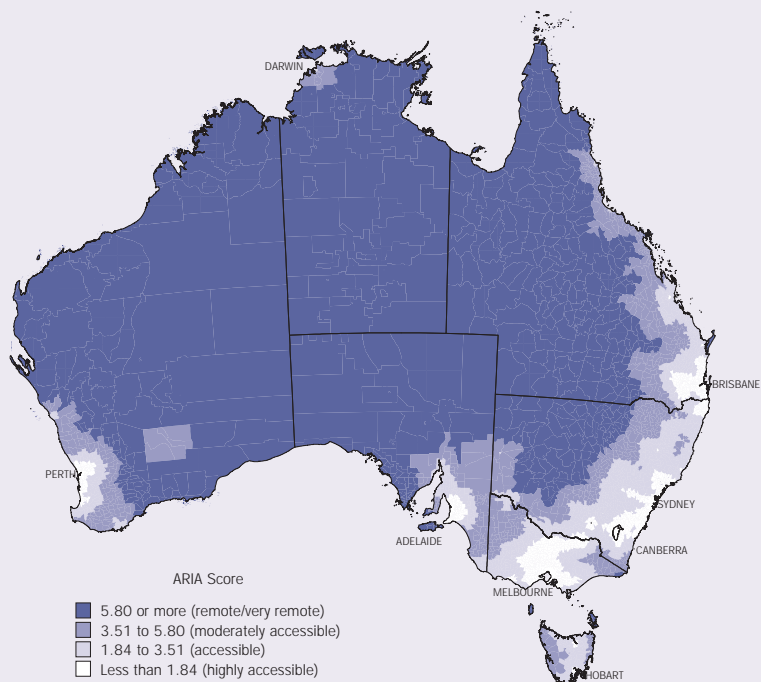 DARWIN
BRISBANE
PERTH
SYDNEY
ADELAIDE
CANBERRA
MELBOURNE
HOBART
ARIA Score
5.80 or more (remote/very remote)
3.51 to 5.80 (moderately accessible)
1.84 to 3.51 (accessible)
Less than 1.84 (highly accessible)